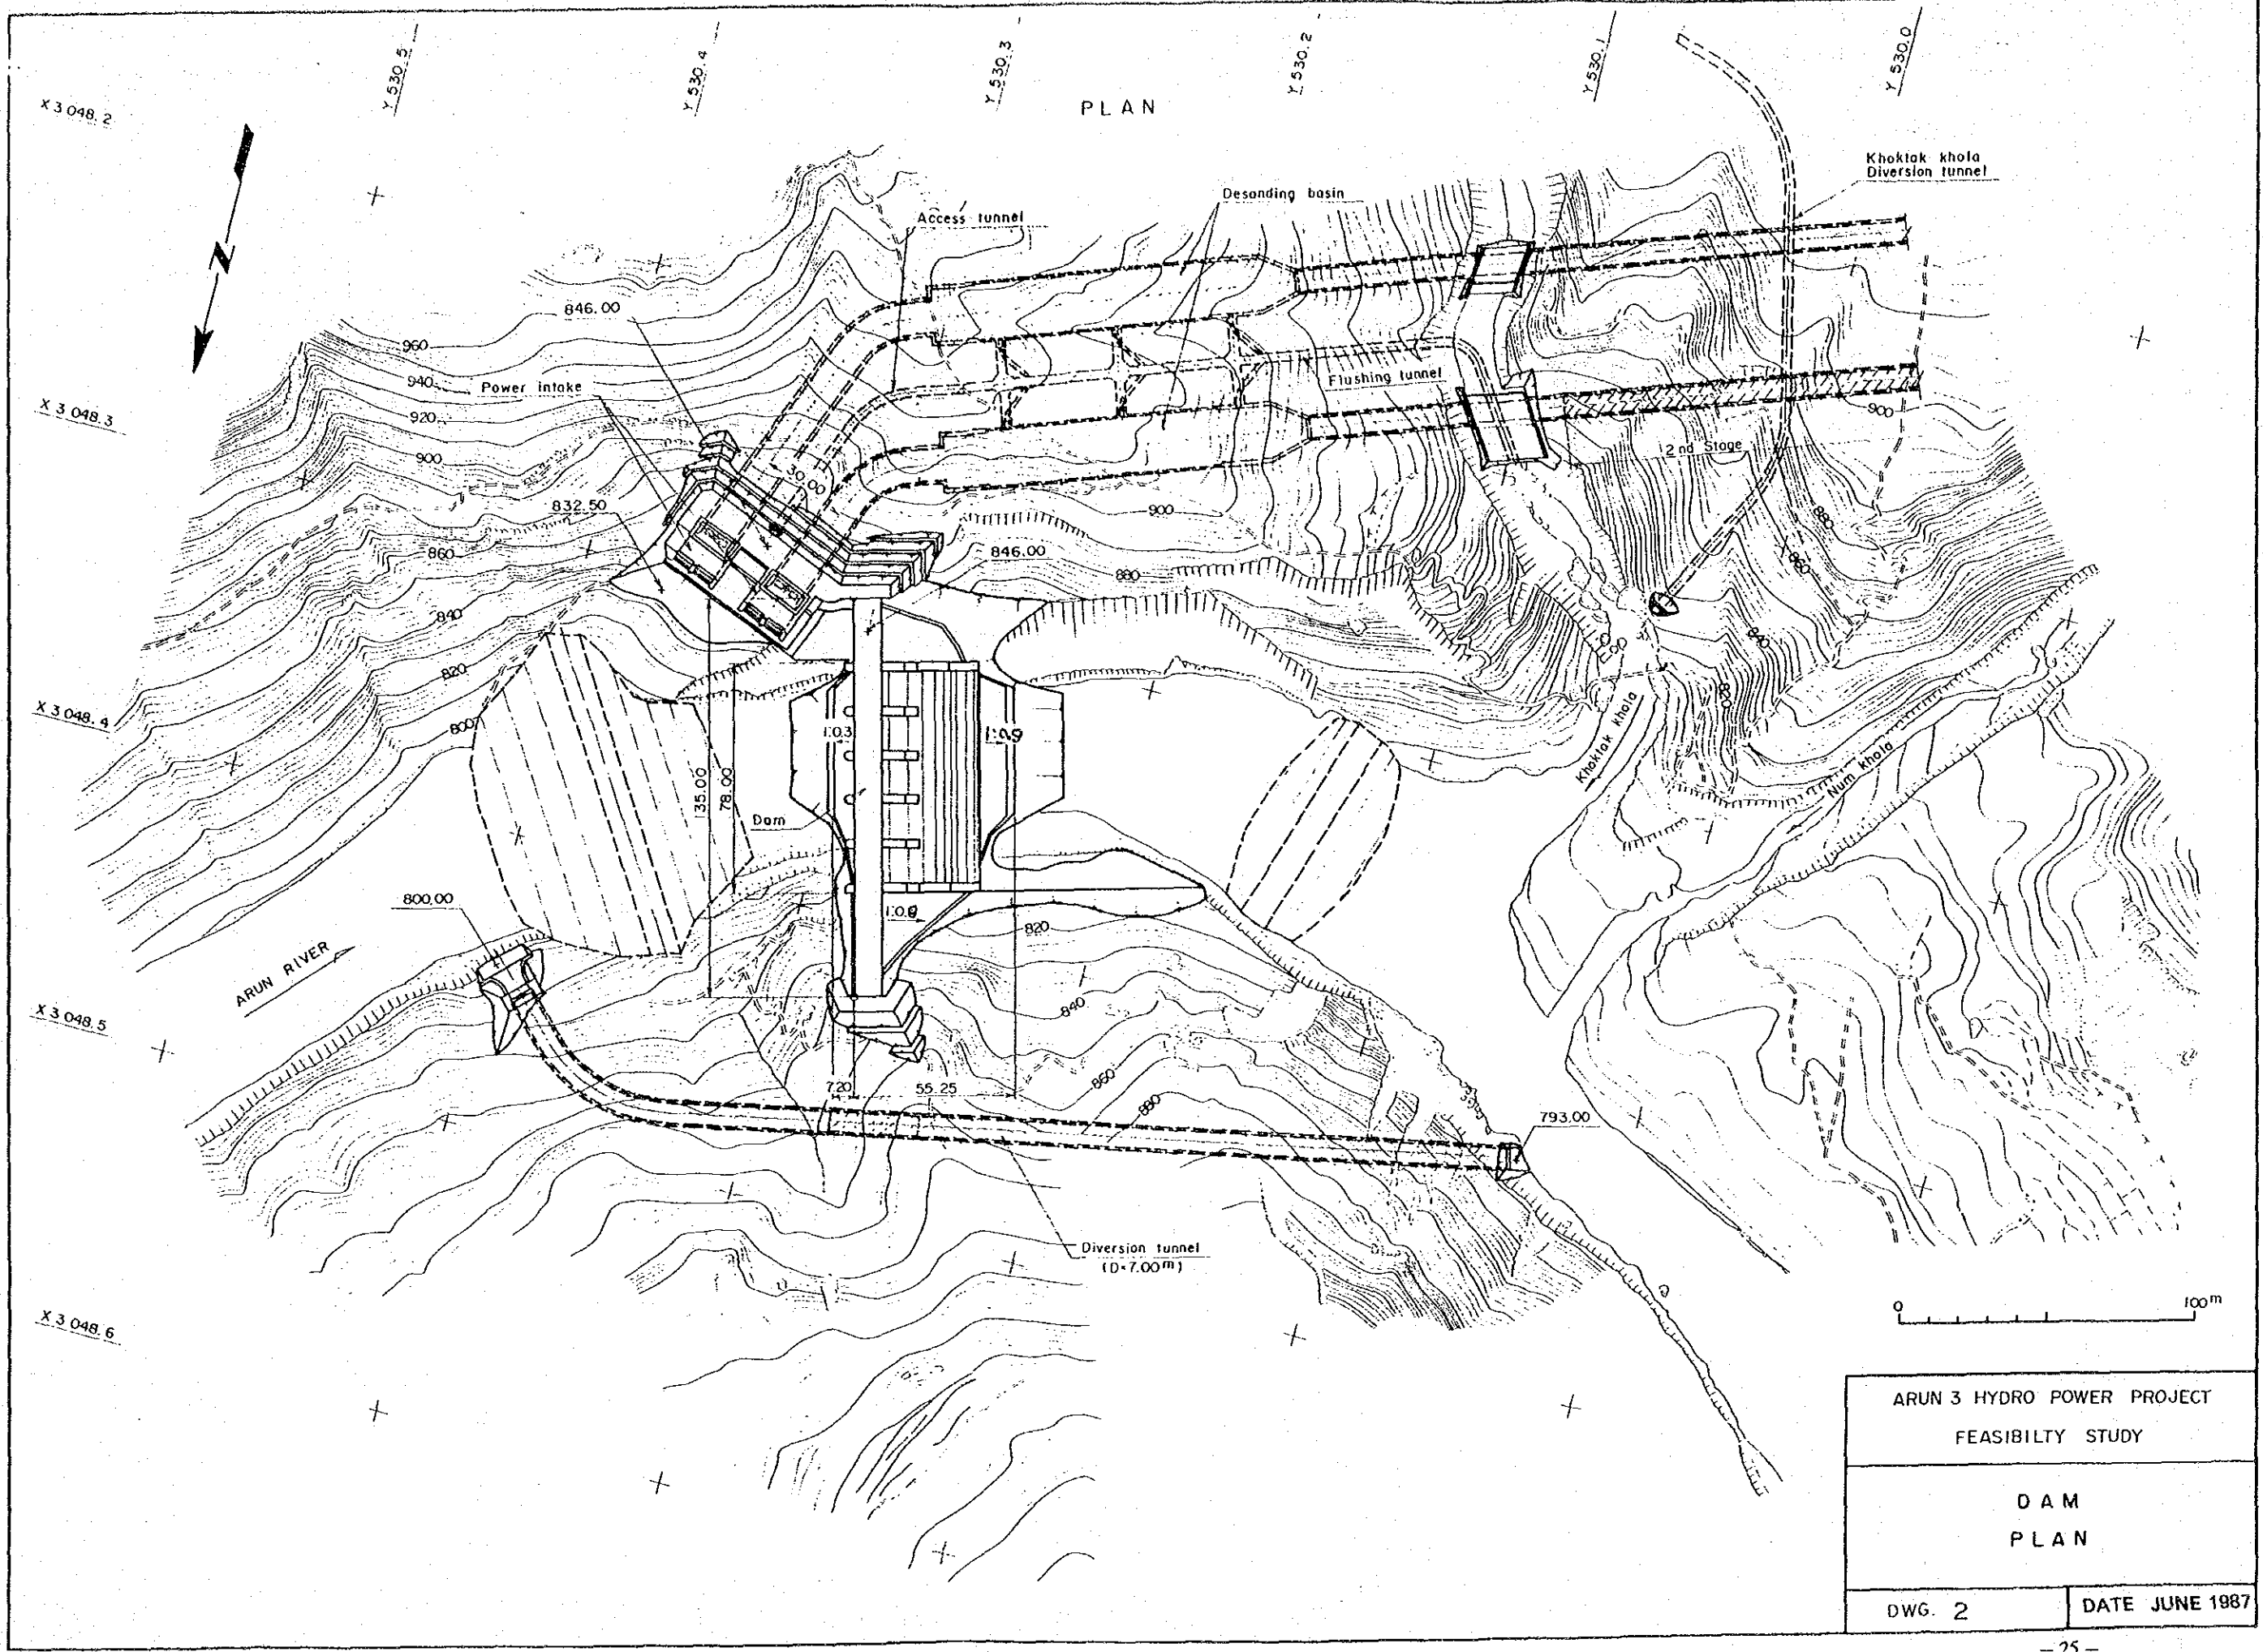 Y 530.5
Y 530.4
Y 530.3
Y 530.2
Y 530.1
Y 530.0
X 3 048.2
PLAN
N
Khoktak khola
Diversion tunnel
Desanding basin
Access tunnel
846.00
960
940
Power intake
920
900
X 3 048.3
Flushing tunnel
900
2nd Stage
30.00
832.50
900
880
860
846.00
860
880
840
840
820
820
Khoktak khola
Num khola
X 3 048.4
800
1:0.3
1:0.9
135.00
78.00
Dam
800.00
1:0.8
820
ARUN RIVER
840
X 3 048.5
7.20
55.25
860
880
793.00
Diversion tunnel
(D=7.00m)
X 3 048.6
0
100m
ARUN 3 HYDRO POWER PROJECT
FEASIBILTY STUDY
DAM
PLAN
DWG. 2
DATE JUNE 1987
– 25 –